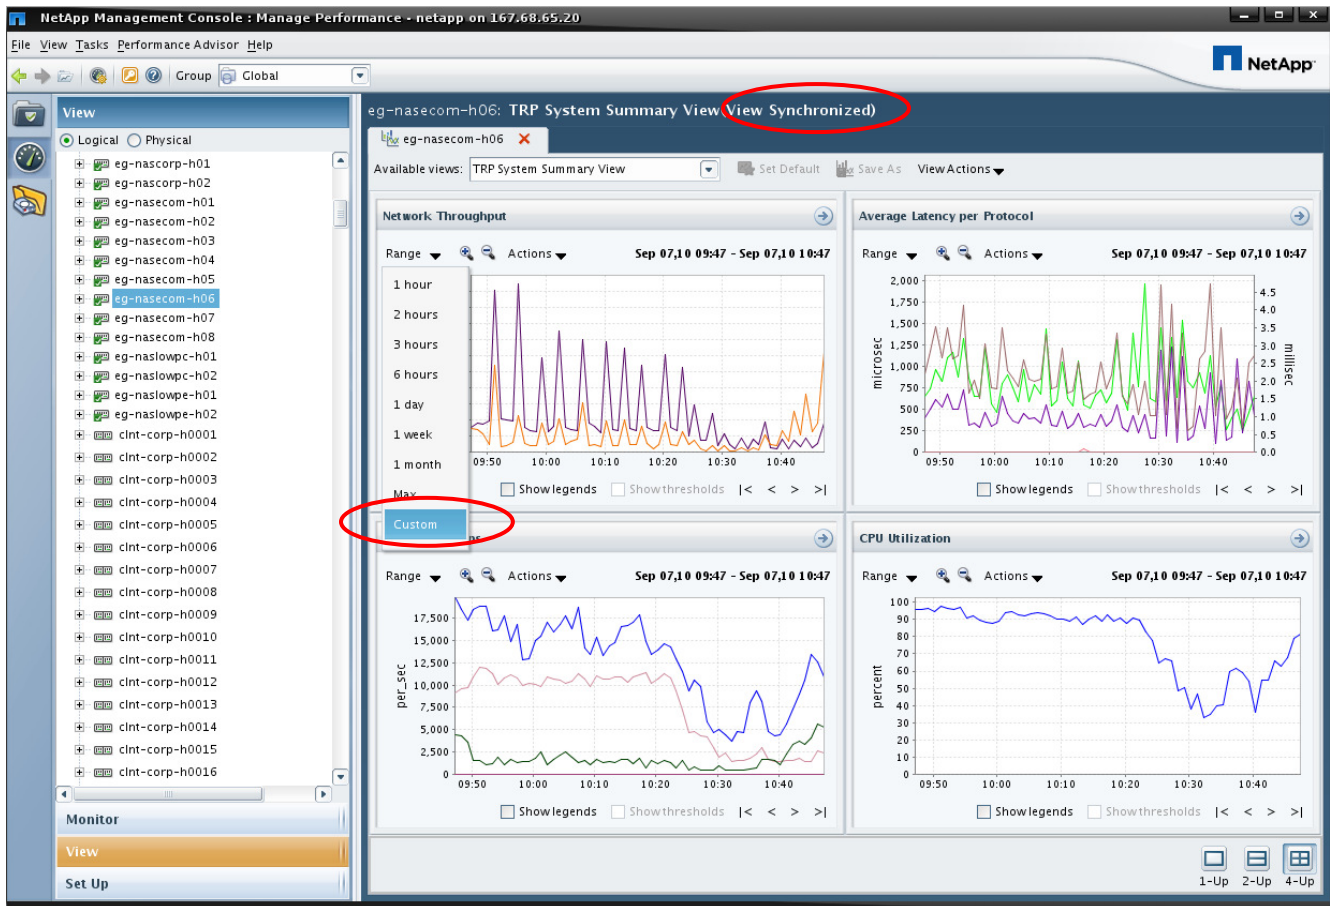 NetApp Management Console : Manage Performance - netapp on 167.68.65.20
File View Tasks Performance Advisor Help
Group Global
NetApp
View
Logical Physical
eg-nascorp-h01
eg-nascorp-h02
eg-nasecom-h01
eg-nasecom-h02
eg-nasecom-h03
eg-nasecom-h04
eg-nasecom-h05
eg-nasecom-h06
eg-nasecom-h07
eg-nasecom-h08
eg-naslowpc-h01
eg-naslowpc-h02
eg-naslowpe-h01
eg-naslowpe-h02
clnt-corp-h0001
clnt-corp-h0002
clnt-corp-h0003
clnt-corp-h0004
clnt-corp-h0005
clnt-corp-h0006
clnt-corp-h0007
clnt-corp-h0008
clnt-corp-h0009
clnt-corp-h0010
clnt-corp-h0011
clnt-corp-h0012
clnt-corp-h0013
clnt-corp-h0014
clnt-corp-h0015
clnt-corp-h0016
Monitor
View
Set Up
eg-nasecom-h06: TRP System Summary View (View Synchronized)
eg-nasecom-h06
Available views: TRP System Summary View Set Default Save As View Actions
Network Throughput
Range Actions Sep 07,10 09:47 - Sep 07,10 10:47
1 hour
2 hours
3 hours
6 hours
1 day
1 week
1 month
Max
Custom
09:50 10:00 10:10 10:20 10:30 10:40
Show legends Show thresholds |< < > >|
Average Latency per Protocol
Range Actions Sep 07,10 09:47 - Sep 07,10 10:47
microsec
2,000
1,750
1,500
1,250
1,000
750
500
250
0
4.5
4.0
3.5
3.0
2.5
2.0
1.5
1.0
0.5
0.0
millisec
09:50 10:00 10:10 10:20 10:30 10:40
Show legends Show thresholds |< < > >|
Range Actions Sep 07,10 09:47 - Sep 07,10 10:47
per_sec
17,500
15,000
12,500
10,000
7,500
5,000
2,500
0
09:50 10:00 10:10 10:20 10:30 10:40
Show legends Show thresholds |< < > >|
CPU Utilization
Range Actions Sep 07,10 09:47 - Sep 07,10 10:47
percent
100
90
80
70
60
50
40
30
20
10
0
09:50 10:00 10:10 10:20 10:30 10:40
Show legends Show thresholds |< < > >|
1-Up 2-Up 4-Up